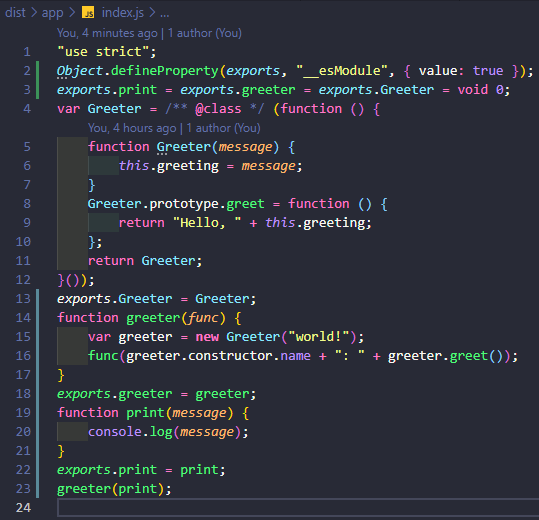 dist > app > JS index.js > ...
You, 4 minutes ago | 1 author (You)
1 "use strict";
2 Object.defineProperty(exports, "__esModule", { value: true });
3 exports.print = exports.greeter = exports.Greeter = void 0;
4 var Greeter = /** @class */ (function () {
You, 4 hours ago | 1 author (You)
5     function Greeter(message) {
6         this.greeting = message;
7     }
8     Greeter.prototype.greet = function () {
9         return "Hello, " + this.greeting;
10     };
11     return Greeter;
12 }());
13 exports.Greeter = Greeter;
14 function greeter(func) {
15     var greeter = new Greeter("world!");
16     func(greeter.constructor.name + ": " + greeter.greet());
17 }
18 exports.greeter = greeter;
19 function print(message) {
20     console.log(message);
21 }
22 exports.print = print;
23 greeter(print);
24